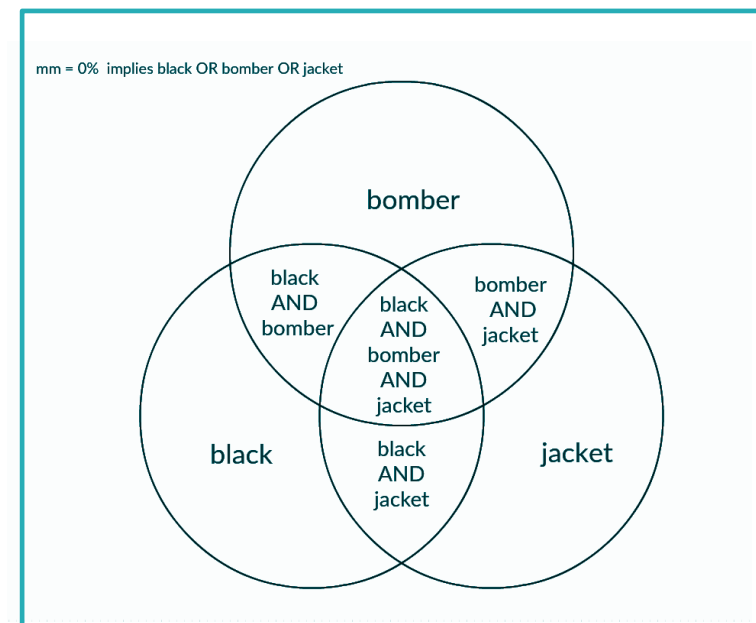 mm = 0%  implies black OR bomber OR jacket
bomber
black
AND
bomber
black
AND
bomber
AND
jacket
bomber
AND
jacket
black
black
AND
jacket
jacket